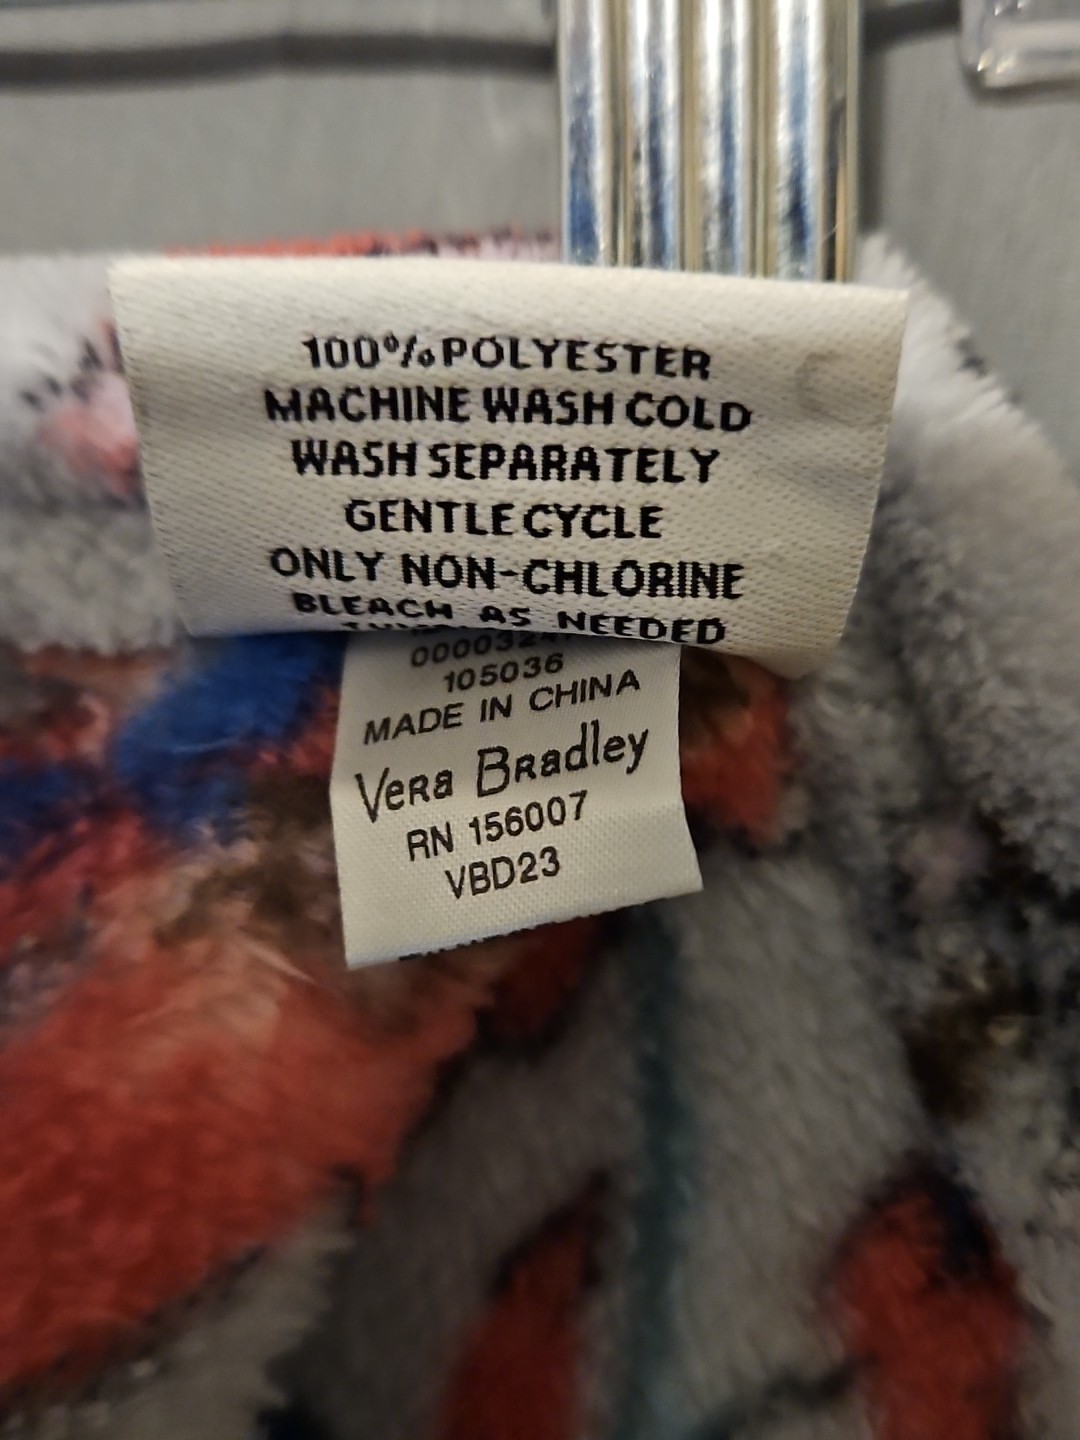 100% POLYESTER
MACHINE WASH COLD
WASH SEPARATELY
GENTLE CYCLE
ONLY NON-CHLORINE
BLEACH AS NEEDED
105036
MADE IN CHINA
Vera Bradley
RN 156007
VBD23